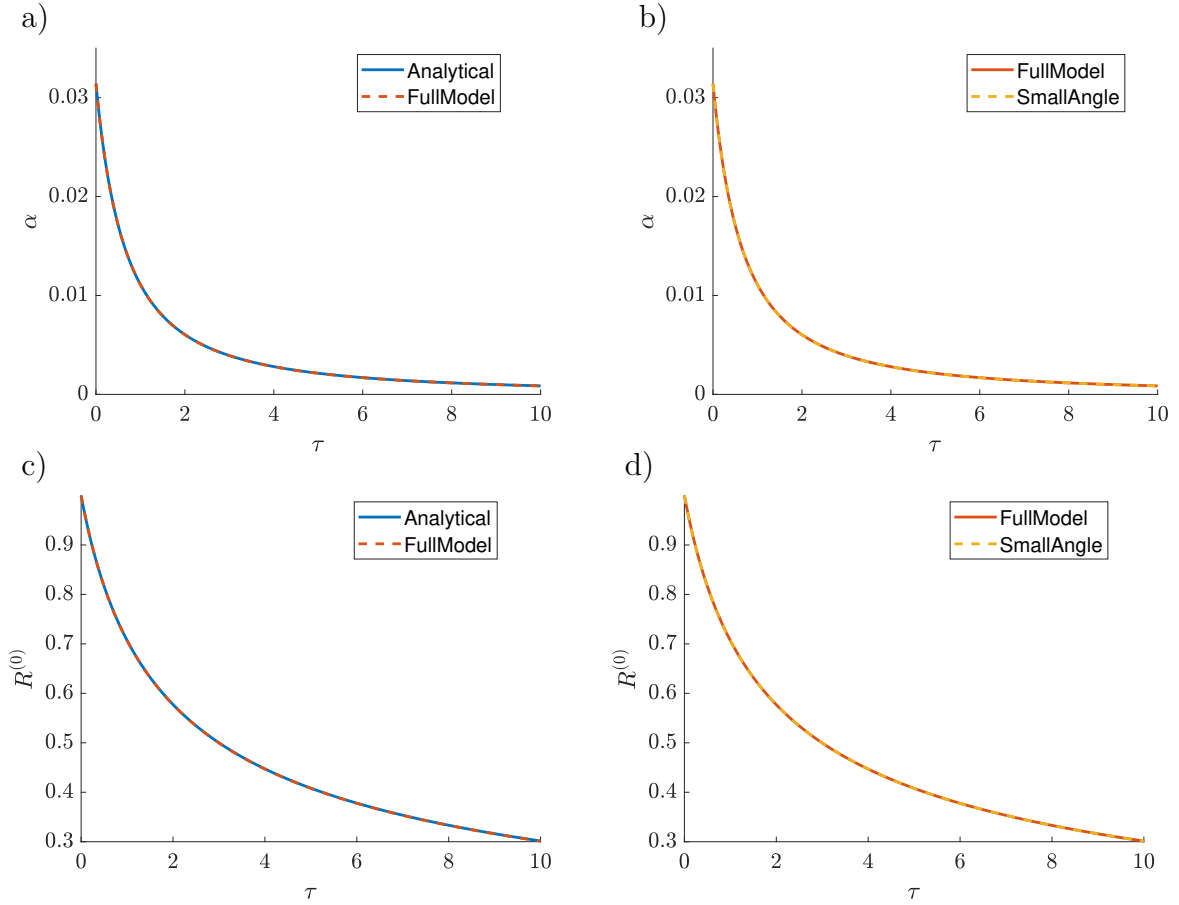 a)
Analytical
FullModel
0.03
0.02
0.01
0
α
0 2 4 6 8 10
τ
b)
FullModel
SmallAngle
0.03
0.02
0.01
0
α
0 2 4 6 8 10
τ
c)
Analytical
FullModel
0.9
0.8
0.7
0.6
0.5
0.4
0.3
R^(0)
0 2 4 6 8 10
τ
d)
FullModel
SmallAngle
0.9
0.8
0.7
0.6
0.5
0.4
0.3
R^(0)
0 2 4 6 8 10
τ